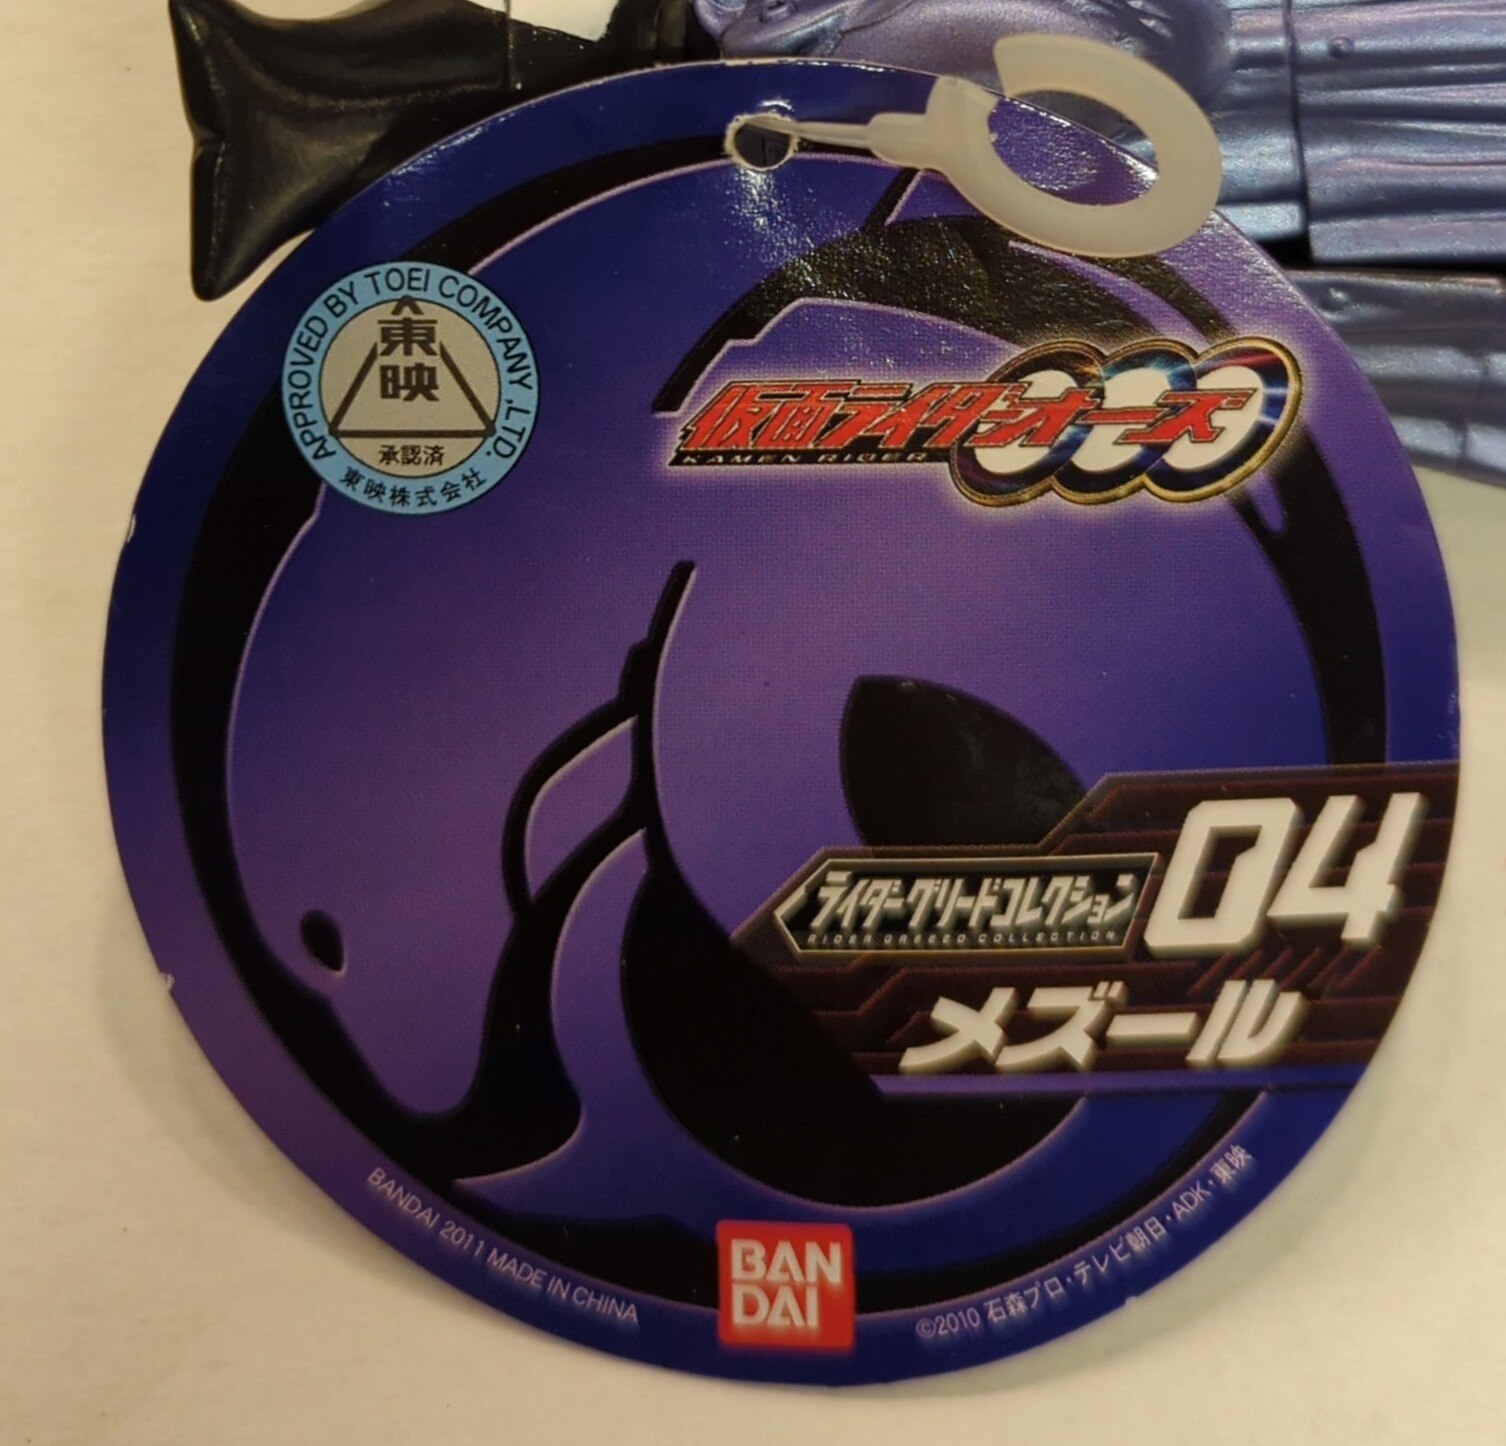 APPROVED BY TOEI COMPANY ,LTD.
東映
承認済
東映株式会社
仮面ライダーオーズ
KAMEN RIDER
ライダーグリードコレクション
RIDER GREEED COLLECTION
04
メズール
BANDAI 2011 MADE IN CHINA
BAN
DAI
©2010 石森プロ・テレビ朝日・ADK・東映